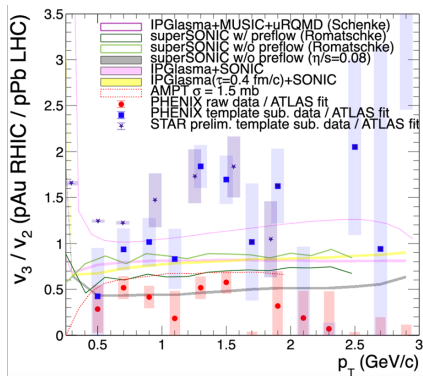 3.5
3
2.5
2
1.5
1
0.5
0
v3 / v2 (pAu RHIC / pPb LHC)
IPGlasma+MUSIC+uRQMD (Schenke)
superSONIC w/ preflow (Romatschke)
superSONIC w/o preflow (Romatschke)
superSONIC w/o preflow (η/s=0.08)
IPGlasma+SONIC
IPGlasma(τ=0.4 fm/c)+SONIC
AMPT σ = 1.5 mb
PHENIX raw data / ATLAS fit
PHENIX template sub. data / ATLAS fit
STAR prelim. template sub. data / ATLAS fit
0 0.5 1 1.5 2 2.5 3
pT (GeV/c)